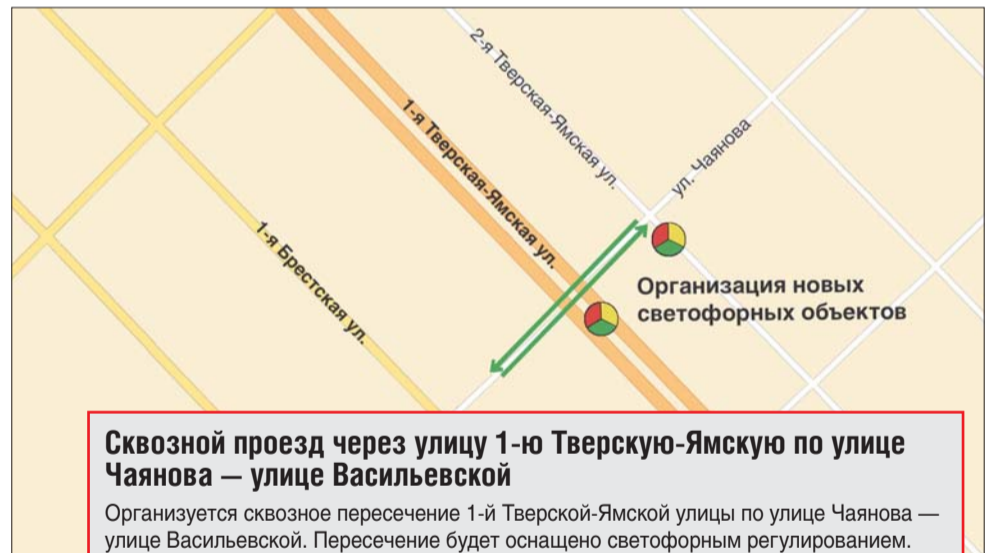 2-я Тверская-Ямская ул.
1-я Тверская-Ямская ул.
ул. Чаянова
1-я Брестская ул.
Организация новых
светофорных объектов
Сквозной проезд через улицу 1-ю Тверскую-Ямскую по улице
Чаянова — улице Васильевской
Организуется сквозное пересечение 1-й Тверской-Ямской улицы по улице Чаянова —
улице Васильевской. Пересечение будет оснащено светофорным регулированием.